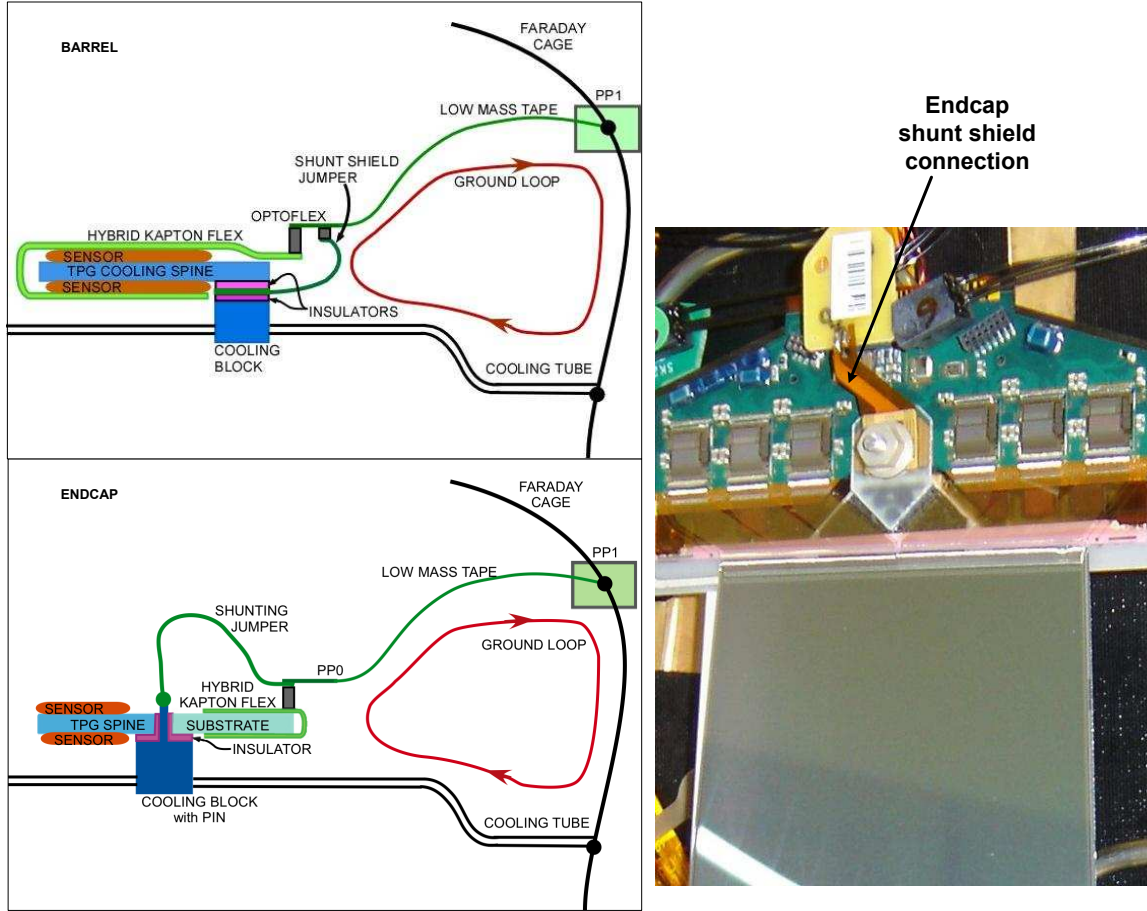 BARREL
FARADAY
CAGE
PP1
LOW MASS TAPE
SHUNT SHIELD
JUMPER
GROUND LOOP
OPTOFLEX
HYBRID KAPTON FLEX
SENSOR
TPG COOLING SPINE
SENSOR
INSULATORS
COOLING
BLOCK
COOLING TUBE
ENDCAP
FARADAY
CAGE
PP1
LOW MASS TAPE
SHUNTING
JUMPER
GROUND LOOP
PP0
HYBRID
KAPTON FLEX
SENSOR
TPG SPINE
SUBSTRATE
SENSOR
INSULATOR
COOLING BLOCK
with PIN
COOLING TUBE
Endcap
shunt shield
connection